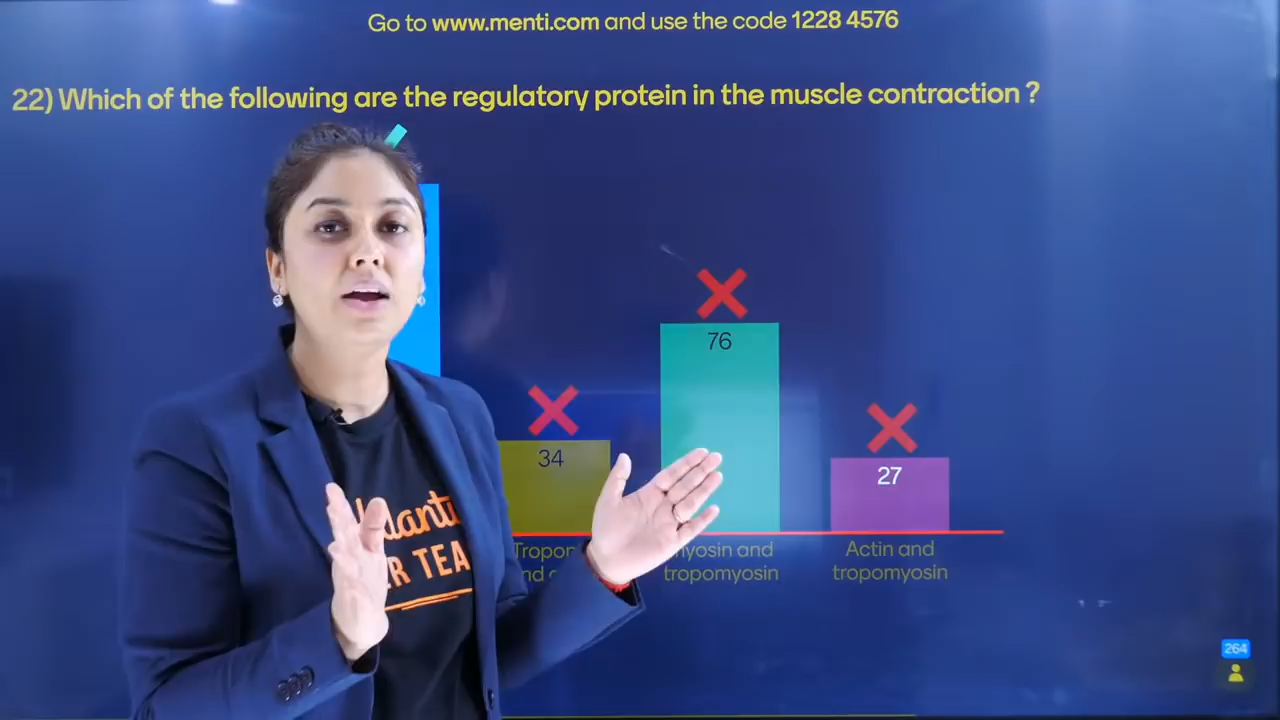 Go to www.menti.com and use the code 1228 4576
22) Which of the following are the regulatory protein in the muscle contraction ?
76
34
27
myosin and
tropomyosin
Actin and
tropomyosin
TEA
264